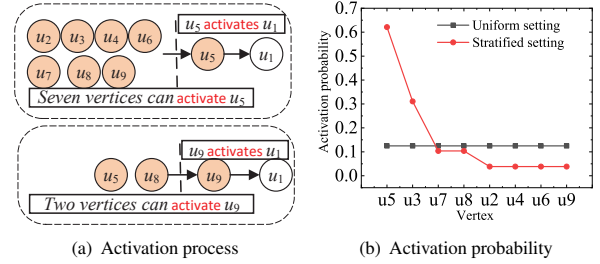 u2 u3 u4 u6
u7 u8 u9
u5 activates u1
u5 u1
Seven vertices can activate u5
u9 activates u1
u5 u8 u9 u1
Two vertices can activate u9
(a) Activation process
Activation probability
0.7
0.6
0.5
0.4
0.3
0.2
0.1
0.0
Uniform setting
Stratified setting
u5 u3 u7 u8 u2 u4 u6 u9
Vertex
(b) Activation probability